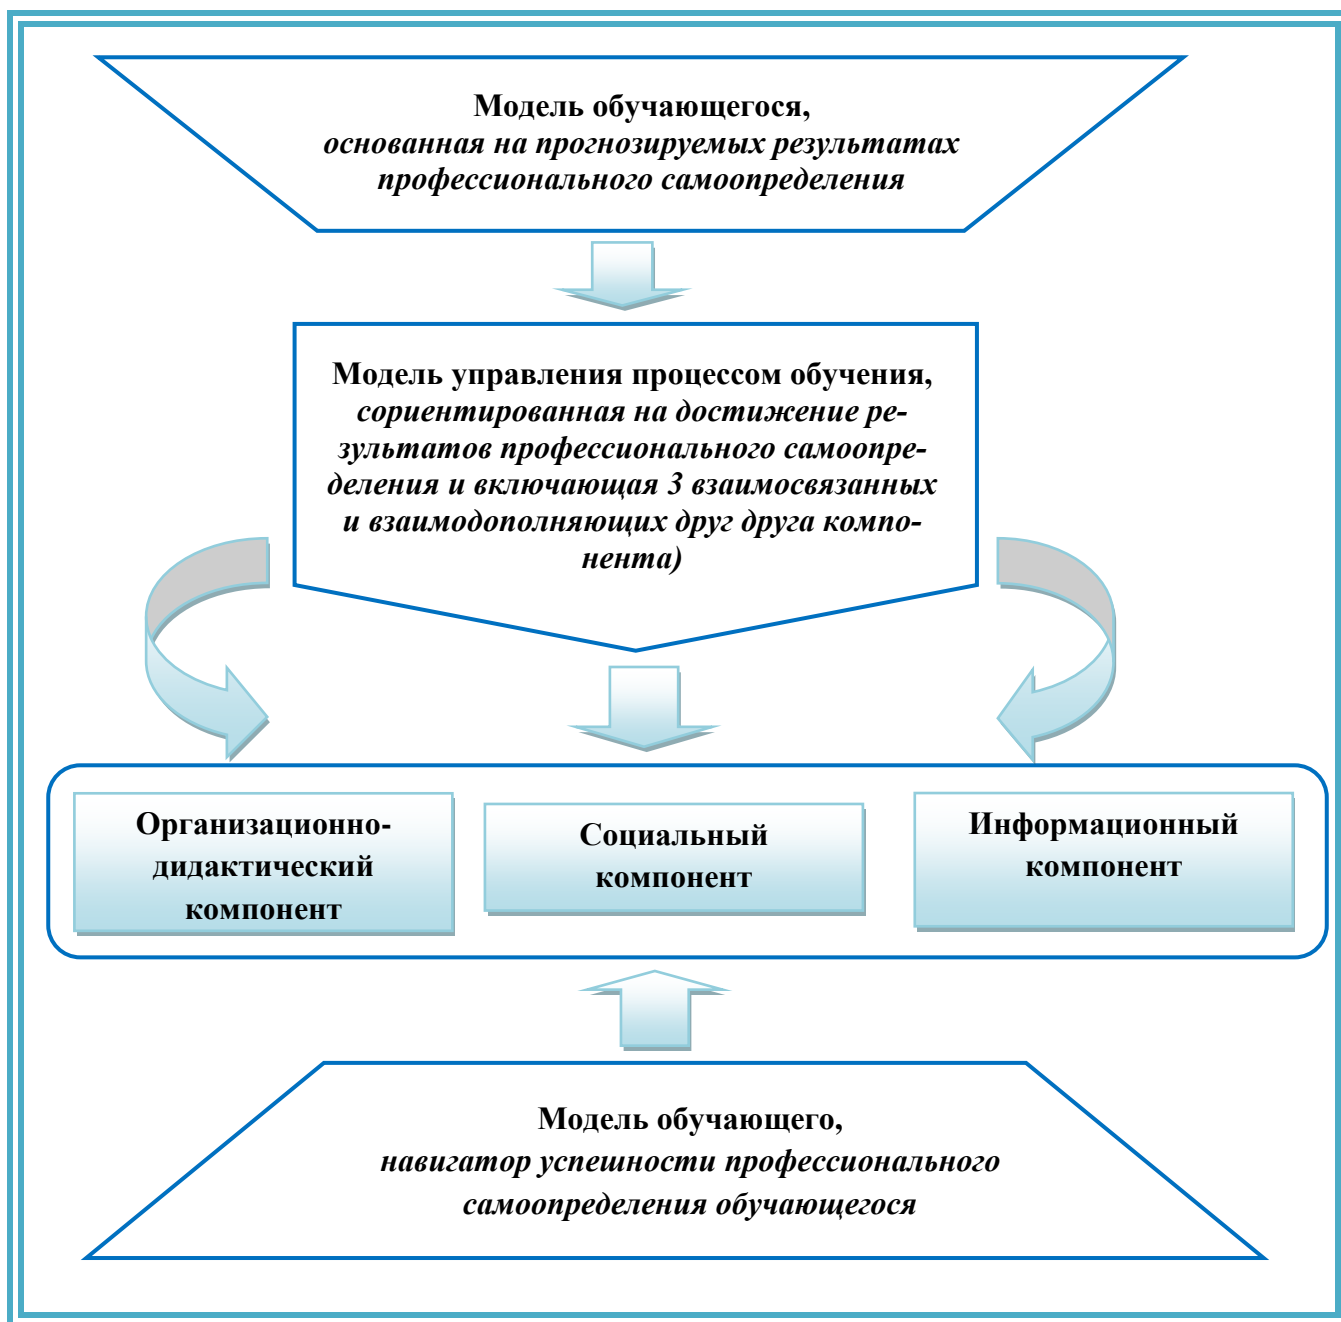 Модель обучающегося,
основанная на прогнозируемых результатах
профессионального самоопределения
Модель управления процессом обучения,
сориентированная на достижение ре-
зультатов профессионального самоопре-
деления и включающая 3 взаимосвязанных
и взаимодополняющих друг друга компо-
нента)
Организационно-
дидактический
компонент
Социальный
компонент
Информационный
компонент
Модель обучающего,
навигатор успешности профессионального
самоопределения обучающегося